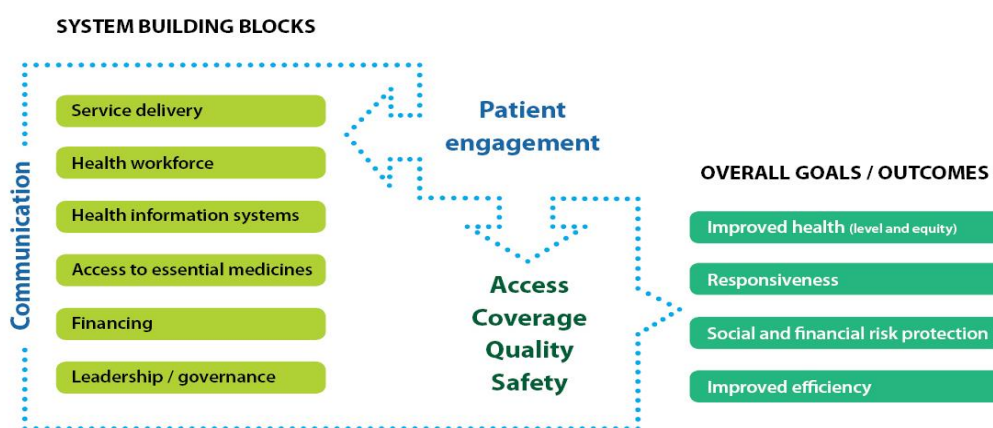 SYSTEM BUILDING BLOCKS
Communication
Service delivery
Health workforce
Health information systems
Access to essential medicines
Financing
Leadership / governance
Patient
engagement
Access
Coverage
Quality
Safety
OVERALL GOALS / OUTCOMES
Improved health (level and equity)
Responsiveness
Social and financial risk protection
Improved efficiency